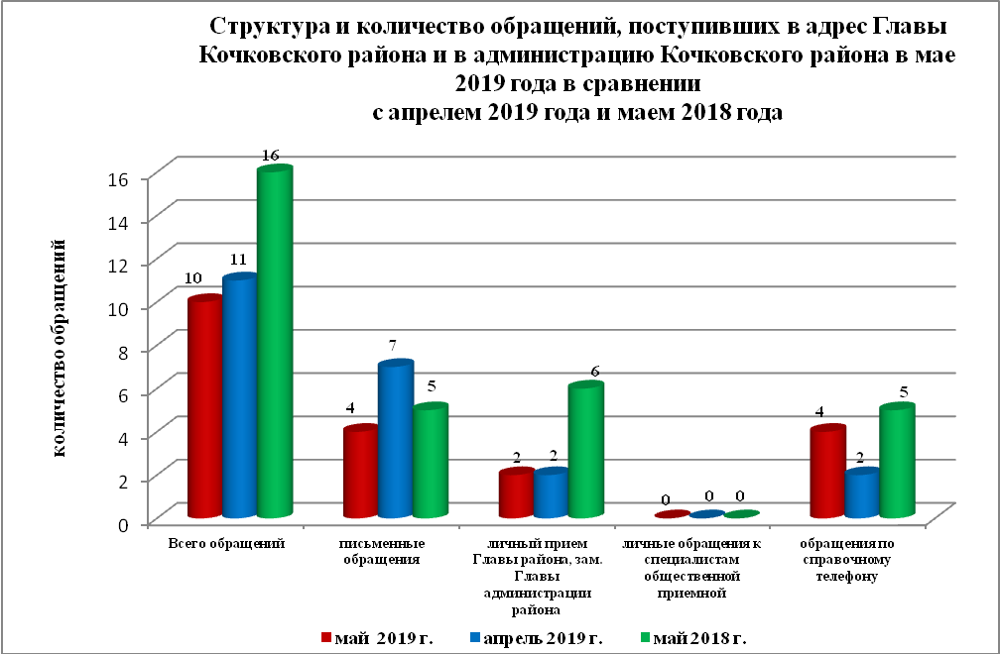 Структура и количество обращений, поступивших в адрес Главы
Кочковского района и в администрацию Кочковского района в мае
2019 года в сравнении
с апрелем 2019 года и маем 2018 года
количество обращений
16
14
12
10
8
6
4
2
0
10
11
16
4
7
5
2
2
6
0
0
0
4
2
5
Всего обращений
письменные
обращения
личный прием
Главы района, зам.
Главы
администрации
района
личные обращения к
специалистам
общественной
приемной
обращения по
справочному
телефону
май 2019 г.
апрель 2019 г.
май 2018 г.